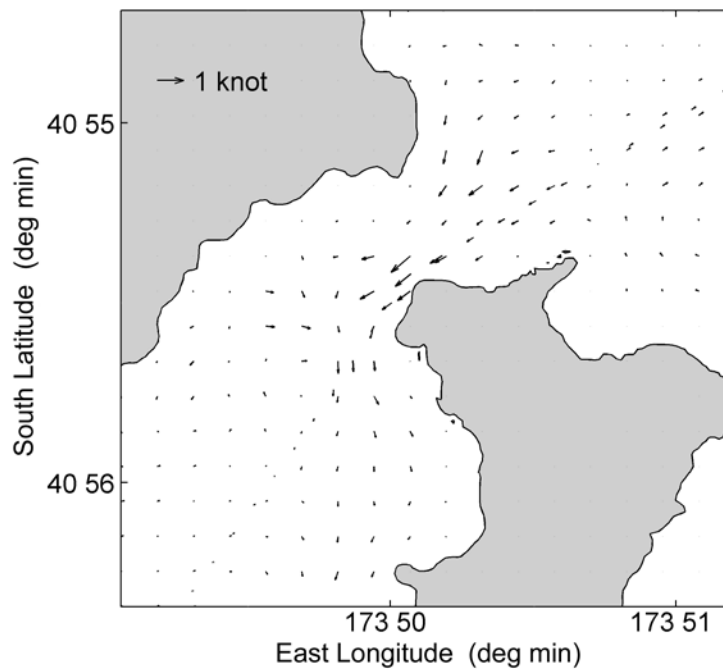 1 knot
40 55
South Latitude (deg min)
40 56
173 50
173 51
East Longitude (deg min)